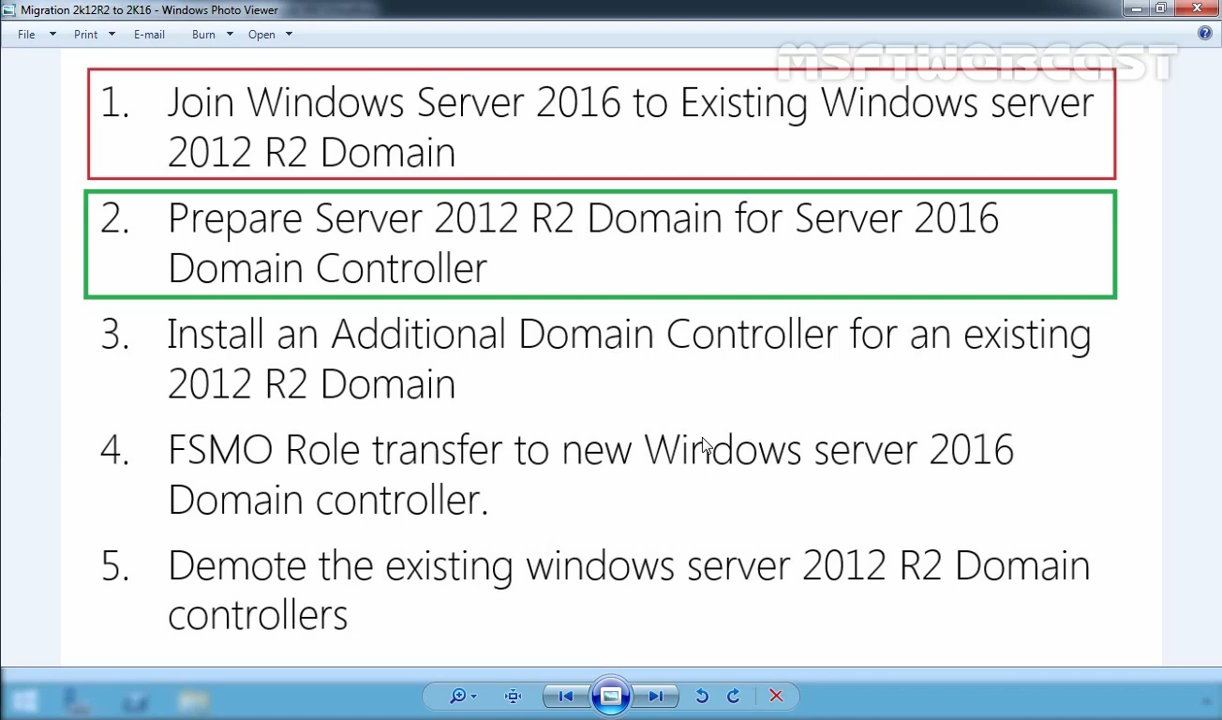 Migration 2k12R2 to 2K16 - Windows Photo Viewer
File Print E-mail Burn Open
MSFTWEBCAST
1. Join Windows Server 2016 to Existing Windows server
2012 R2 Domain
2. Prepare Server 2012 R2 Domain for Server 2016
Domain Controller
3. Install an Additional Domain Controller for an existing
2012 R2 Domain
4. FSMO Role transfer to new Windows server 2016
Domain controller.
5. Demote the existing windows server 2012 R2 Domain
controllers